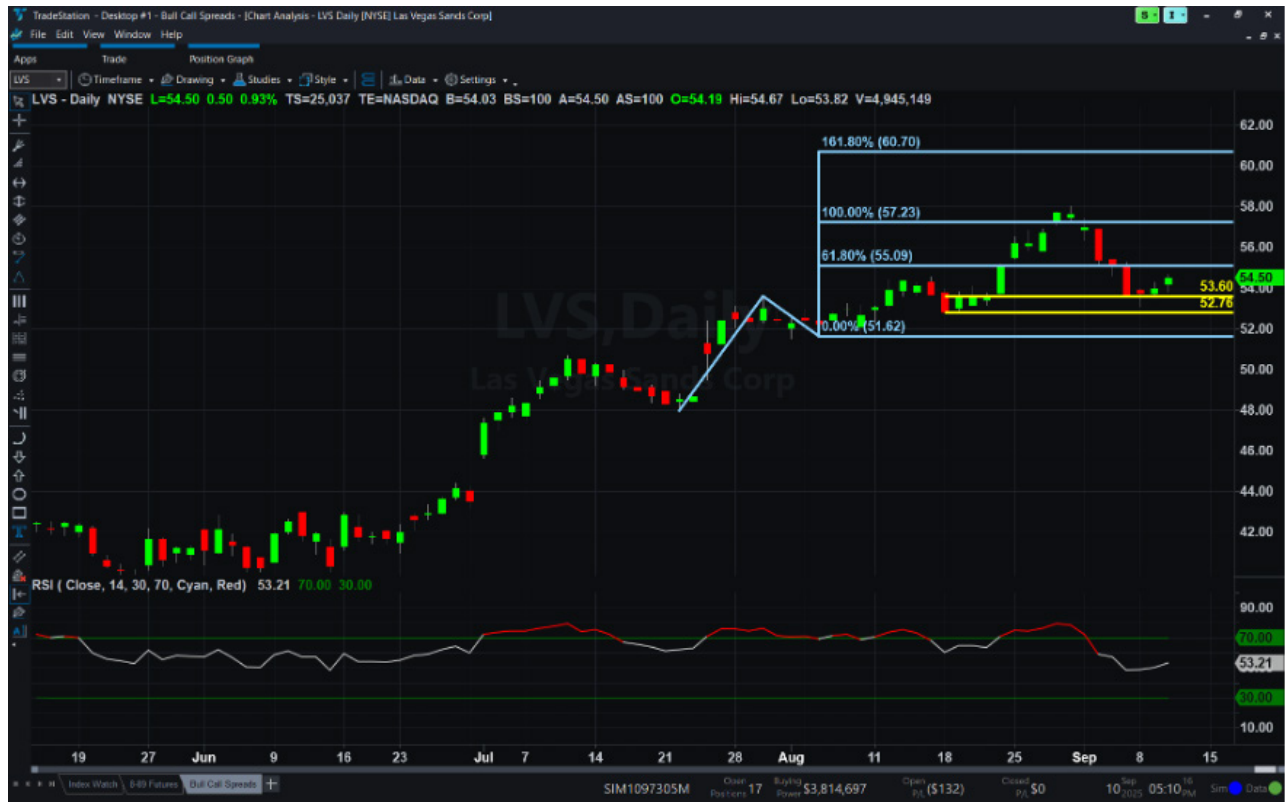 TradeStation - Desktop #1 - Bull Call Spreads - [Chart Analysis - LVS Daily [NYSE] Las Vegas Sands Corp]
S
I
File Edit View Window Help
Apps Trade Position Graph
LVS Timeframe Drawing Studies Style Data Settings
LVS - Daily NYSE L=54.50 0.50 0.93% TS=25,037 TE=NASDAQ B=54.03 BS=100 A=54.50 AS=100 O=54.19 Hi=54.67 Lo=53.82 V=4,945,149
62.00
161.80% (60.70)
60.00
58.00
100.00% (57.23)
56.00
61.80% (55.09)
54.50
54.00
53.60
52.76
LVS,Daily
0.00% (51.62)
52.00
50.00
Las Vegas Sands Corp
48.00
46.00
44.00
42.00
RSI ( Close, 14, 30, 70, Cyan, Red) 53.21 70.00 30.00
90.00
70.00
53.21
30.00
10.00
19 27 Jun 9 16 23 Jul 7 14 21 28 Aug 11 18 25 Sep 8 15
Index Watch 8-89 Futures Bull Call Spreads
SIM1097305M Open Positions 17 Buying Power $3,814,697 Open P/L ($132) Closed P/L $0 10 Sep 2025 05:10 16 PM Sim Data